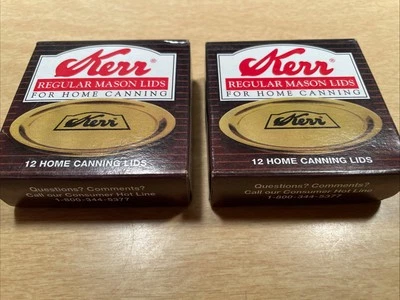 Kerr
REGULAR MASON LIDS
FOR HOME CANNING
Kerr
12 HOME CANNING LIDS
Questions? Comments?
Call our Consumer Hot Line
1-800-344-5377
Kerr
REGULAR MASON LIDS
FOR HOME CANNING
Kerr
12 HOME CANNING LIDS
Questions? Comments?
Call our Consumer Hot Line
1-800-344-5377